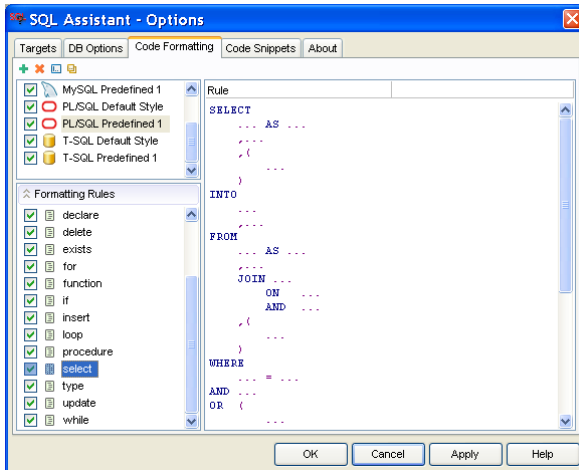 SQL Assistant - Options
Targets DB Options Code Formatting Code Snippets About
MySQL Predefined 1
PL/SQL Default Style
PL/SQL Predefined 1
T-SQL Default Style
T-SQL Predefined 1
Formatting Rules
declare
delete
exists
for
function
if
insert
loop
procedure
select
type
update
while
Rule
SELECT
... AS ...
,...
,(
...
)
INTO
...
,...
FROM
... AS ...
,...
JOIN ...
ON ...
AND ...
,(
...
)
WHERE
... = ...
AND ...
OR (
...
OK Cancel Apply Help